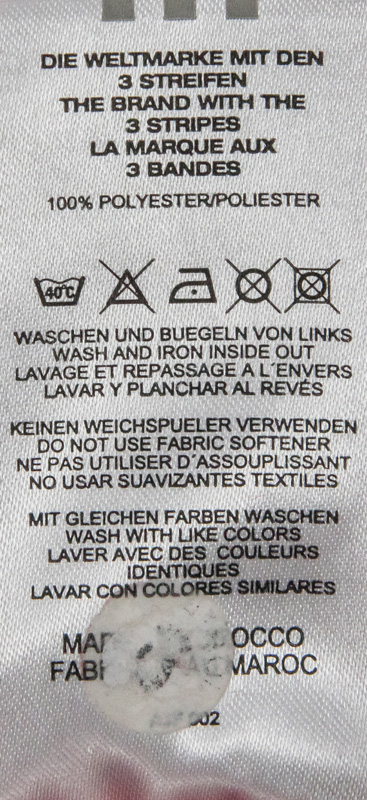 DIE WELTMARKE MIT DEN
3 STREIFEN
THE BRAND WITH THE
3 STRIPES
LA MARQUE AUX
3 BANDES
100% POLYESTER/POLIESTER
40°C
WASCHEN UND BUEGELN VON LINKS
WASH AND IRON INSIDE OUT
LAVAGE ET REPASSAGE A L´ENVERS
LAVAR Y PLANCHAR AL REVÉS
KEINEN WEICHSPUELER VERWENDEN
DO NOT USE FABRIC SOFTENER
NE PAS UTILISER D´ASSOUPLISSANT
NO USAR SUAVIZANTES TEXTILES
MIT GLEICHEN FARBEN WASCHEN
WASH WITH LIKE COLORS
LAVER AVEC DES COULEURS
IDENTIQUES
LAVAR CON COLORES SIMILARES
MAROC